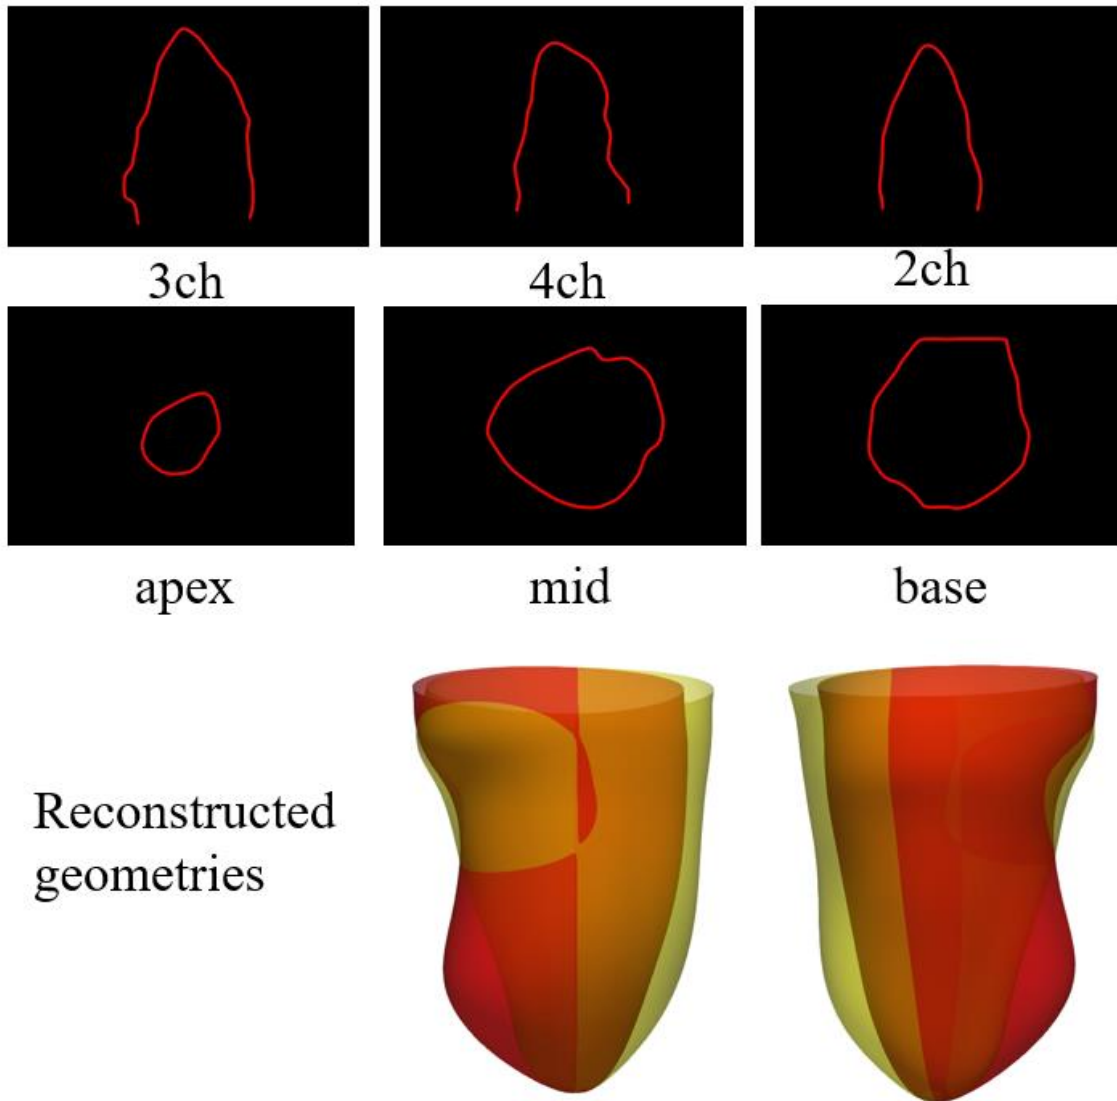 3ch
4ch
2ch
apex
mid
base
Reconstructed
geometries